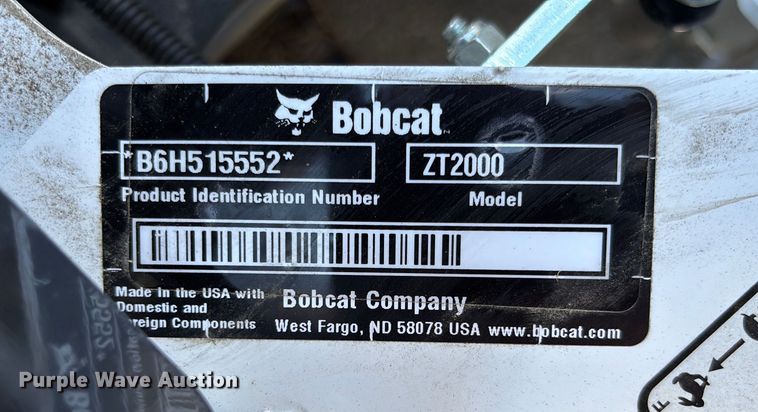 Bobcat
*B6H515552*
ZT2000
Product Identification Number
Model
Made in the USA with
Domestic and
Foreign Components
Bobcat Company
West Fargo, ND 58078 USA www.bobcat.com
Purple Wave Auction